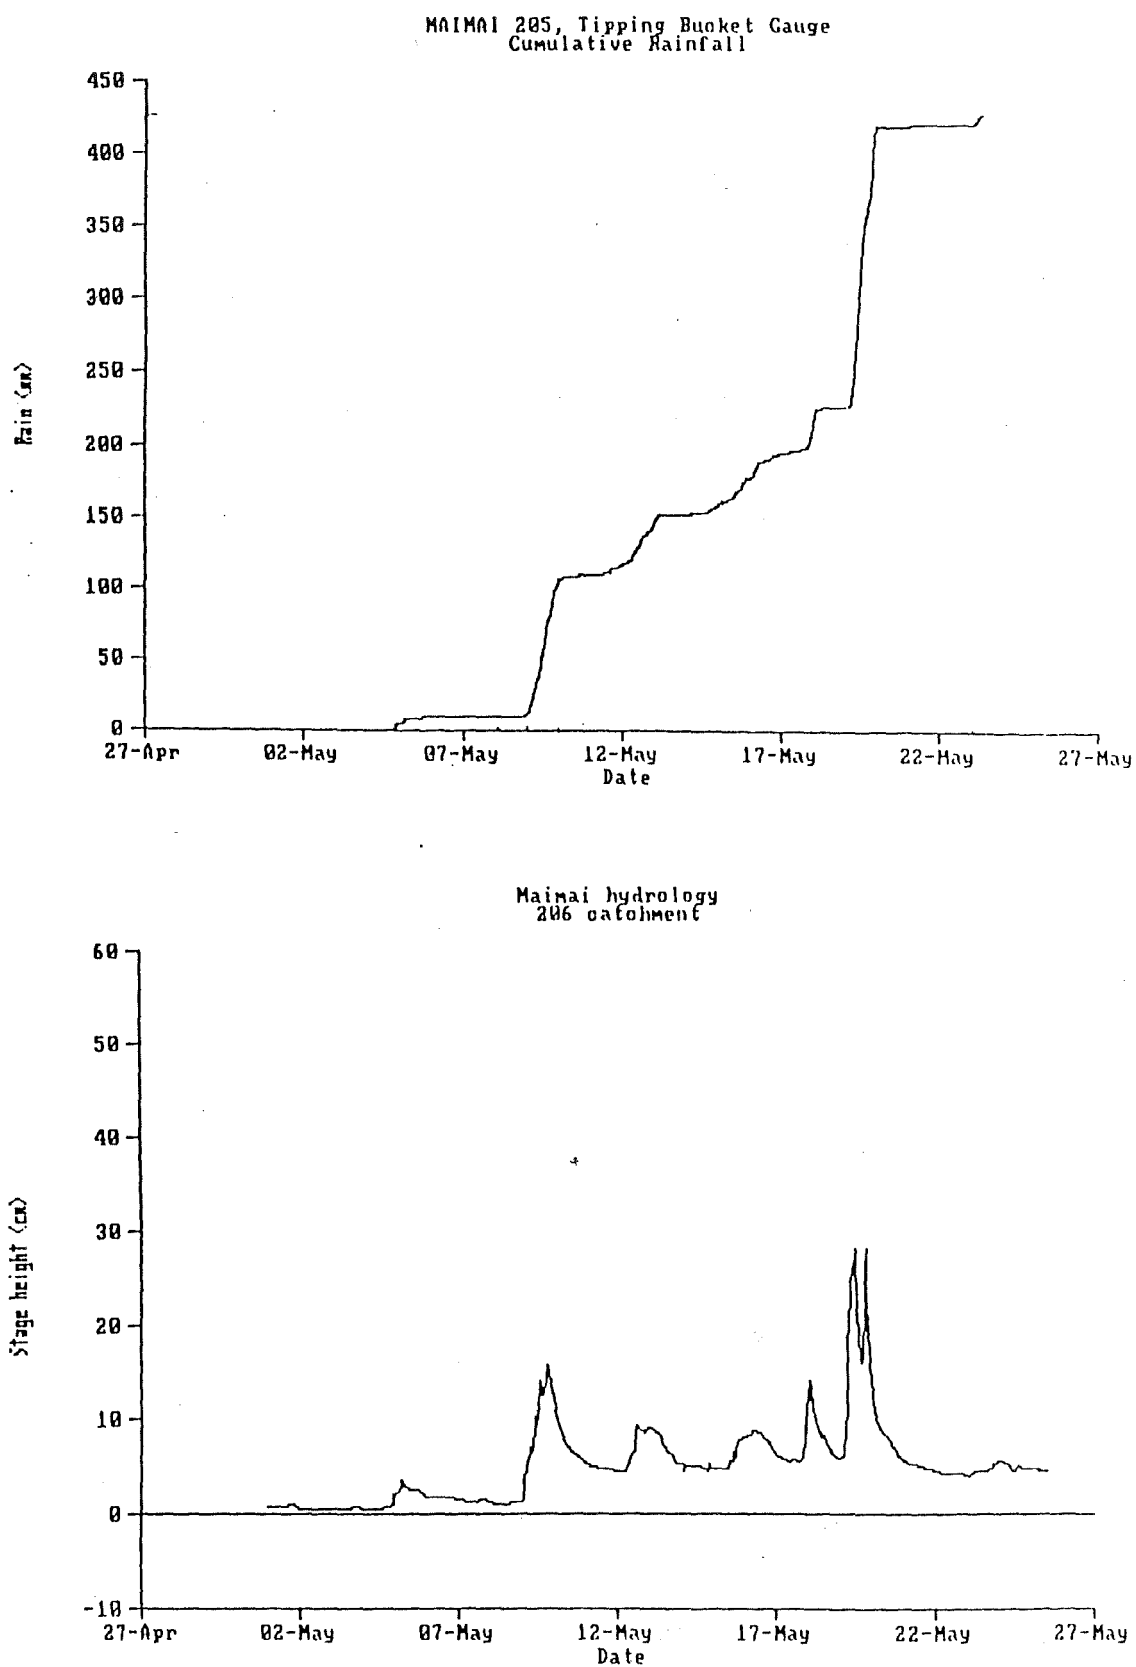 MAIMAI 205, Tipping Bucket Gauge
Cumulative Rainfall
450
400
350
300
250
200
150
100
50
0
Rain (mm)
27-Apr 02-May 07-May 12-May 17-May 22-May 27-May
Date
Maimai hydrology
206 catchment
60
50
40
30
20
10
0
-10
Stage height (cm)
27-Apr 02-May 07-May 12-May 17-May 22-May 27-May
Date